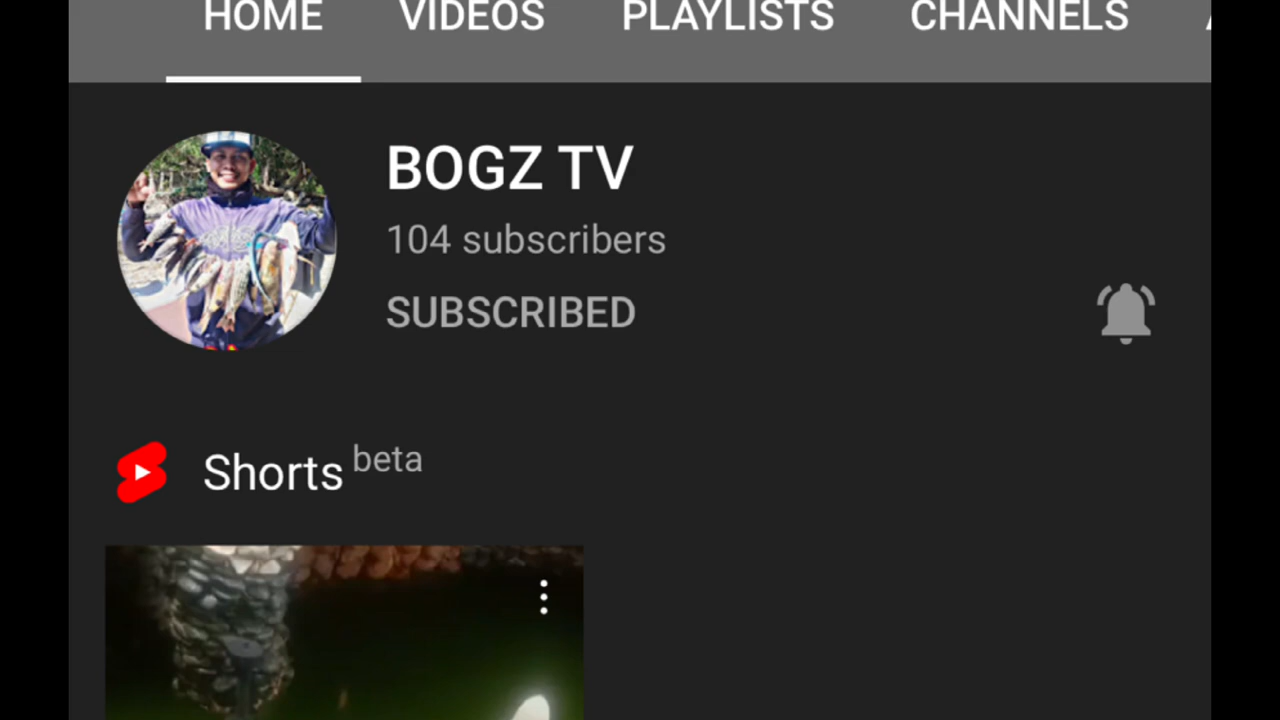 HOME VIDEOS PLAYLISTS CHANNELS
BOGZ TV
104 subscribers
SUBSCRIBED
Shorts beta